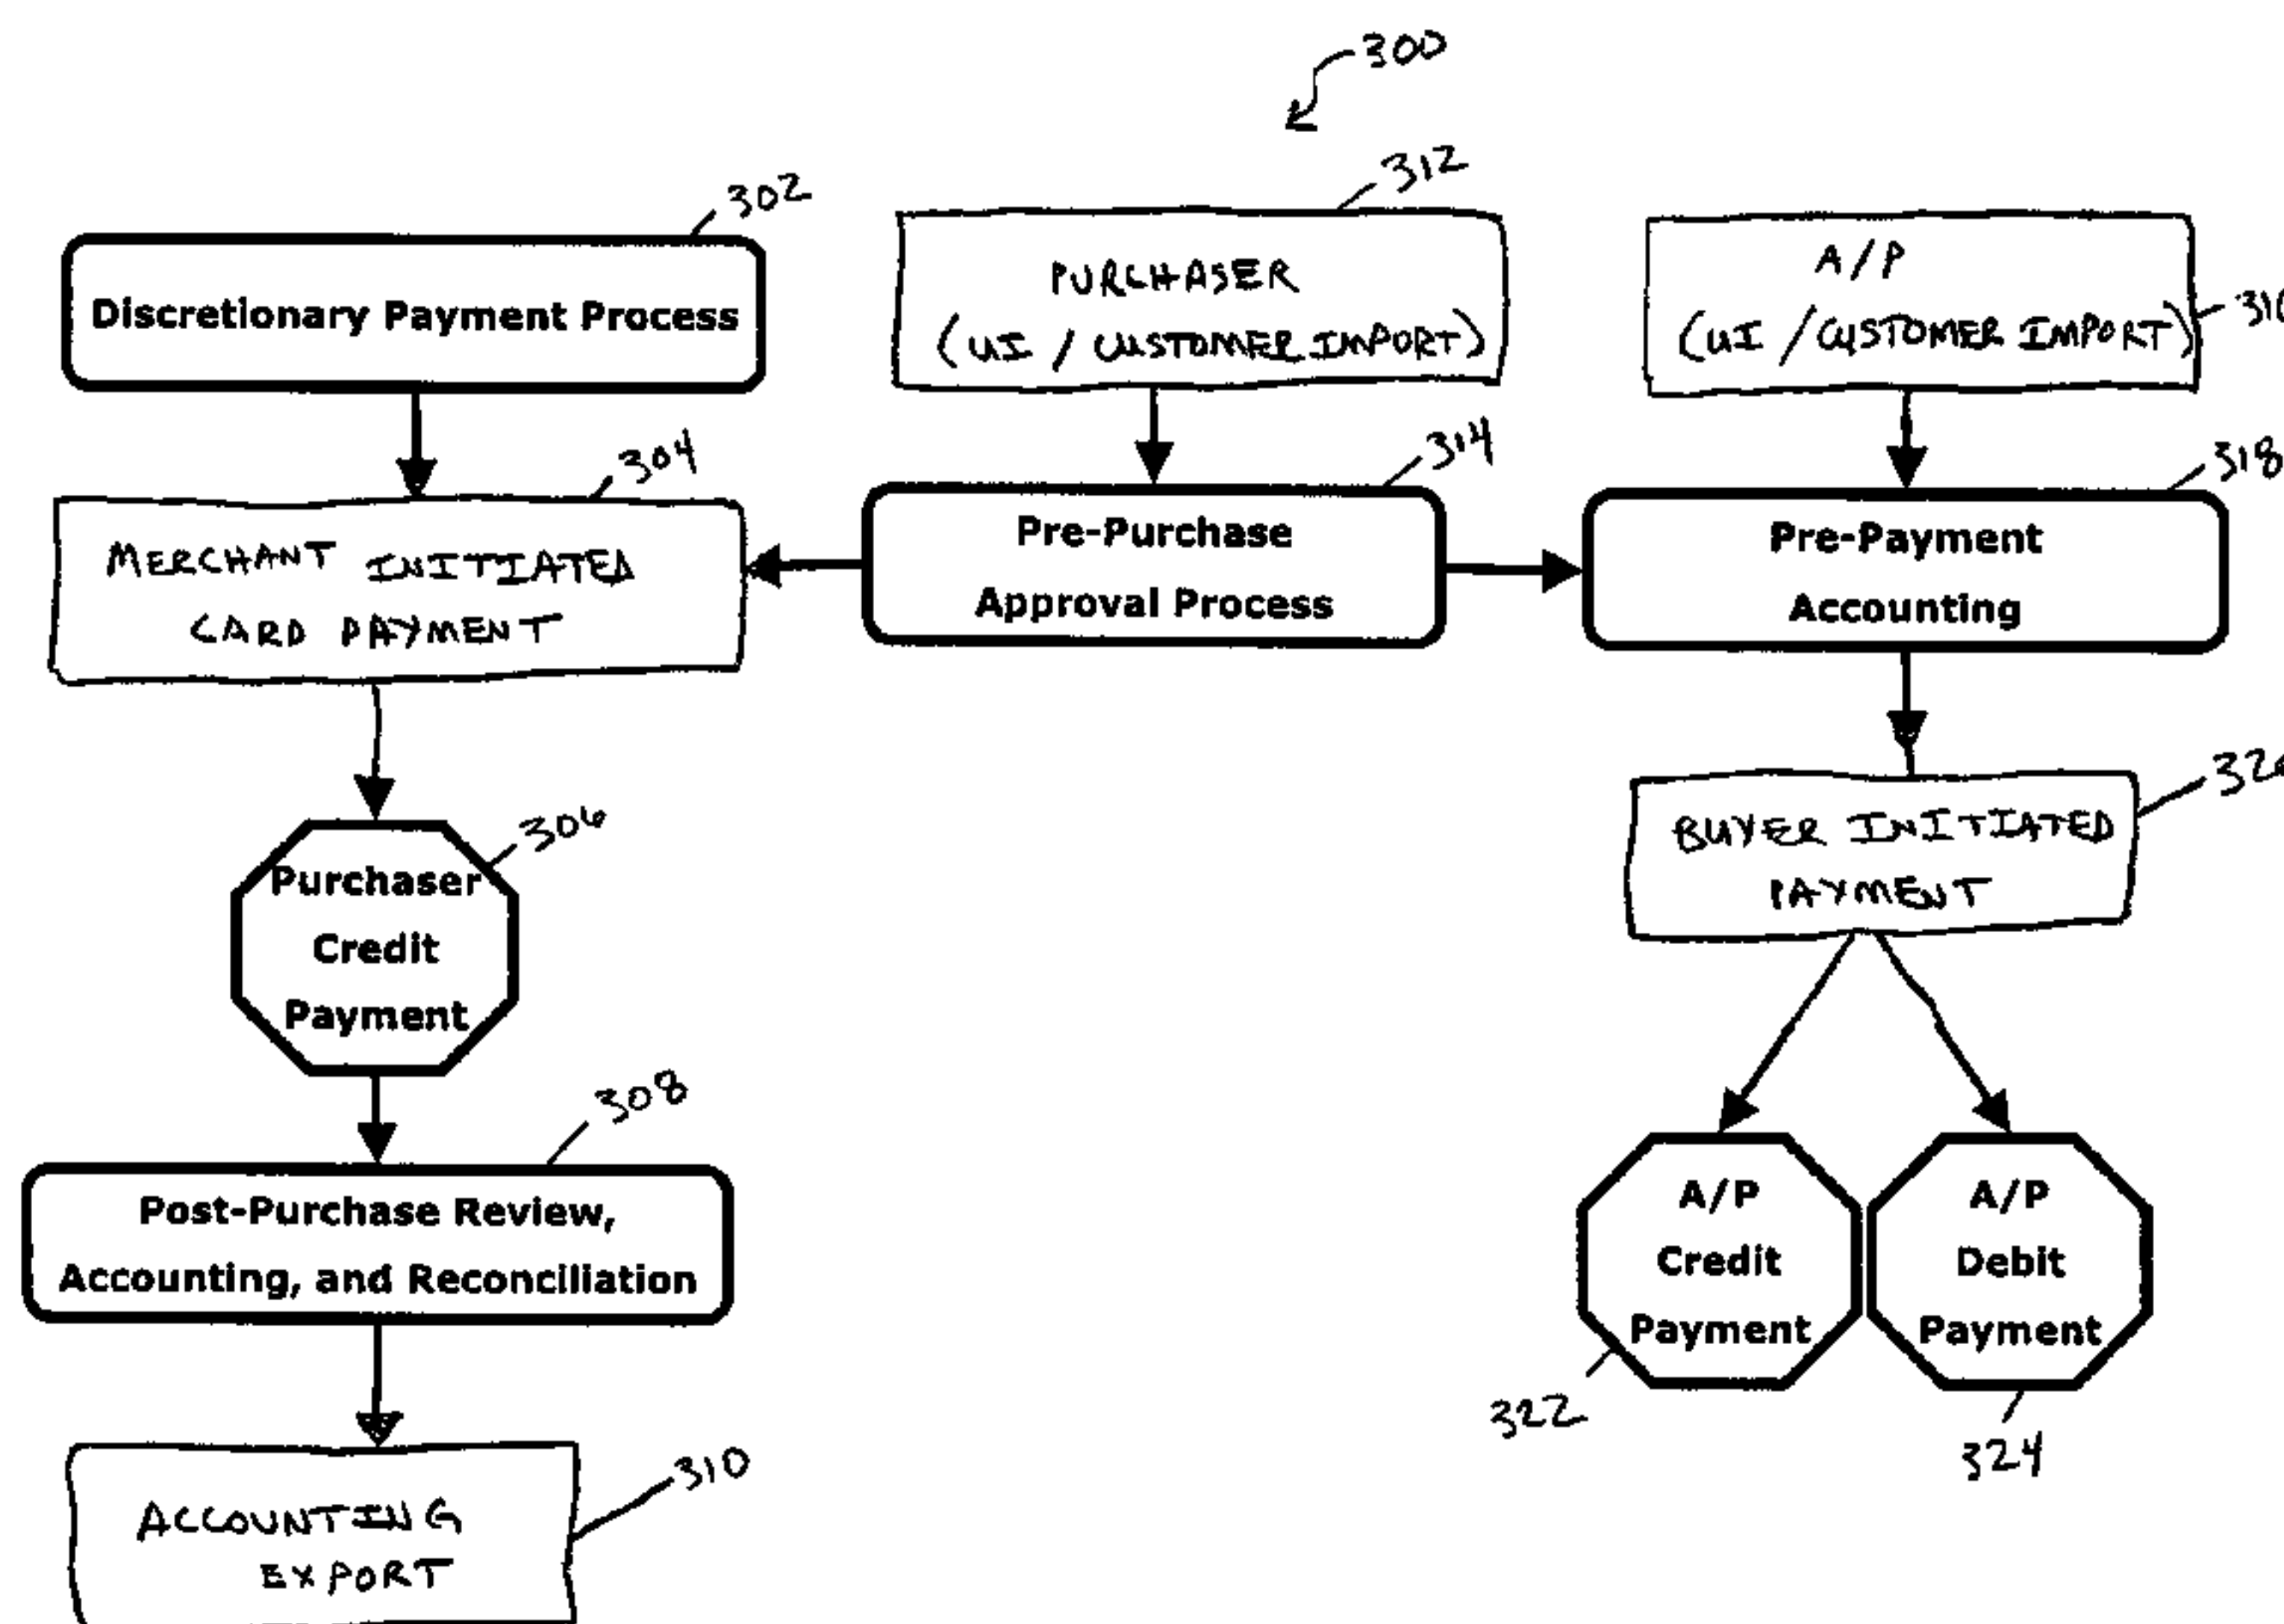 300
302
Discretionary Payment Process
312
PURCHASER
(UI / CUSTOMER IMPORT)
A/P
(UI / CUSTOMER IMPORT)
304
MERCHANT INITIATED
CARD PAYMENT
314
Pre-Purchase
Approval Process
318
Pre-Payment
Accounting
306
Purchaser
Credit
Payment
BUYER INITIATED
PAYMENT
308
Post-Purchase Review,
Accounting, and Reconciliation
A/P
Credit
Payment
322
A/P
Debit
Payment
324
310
ACCOUNTING
EXPORT